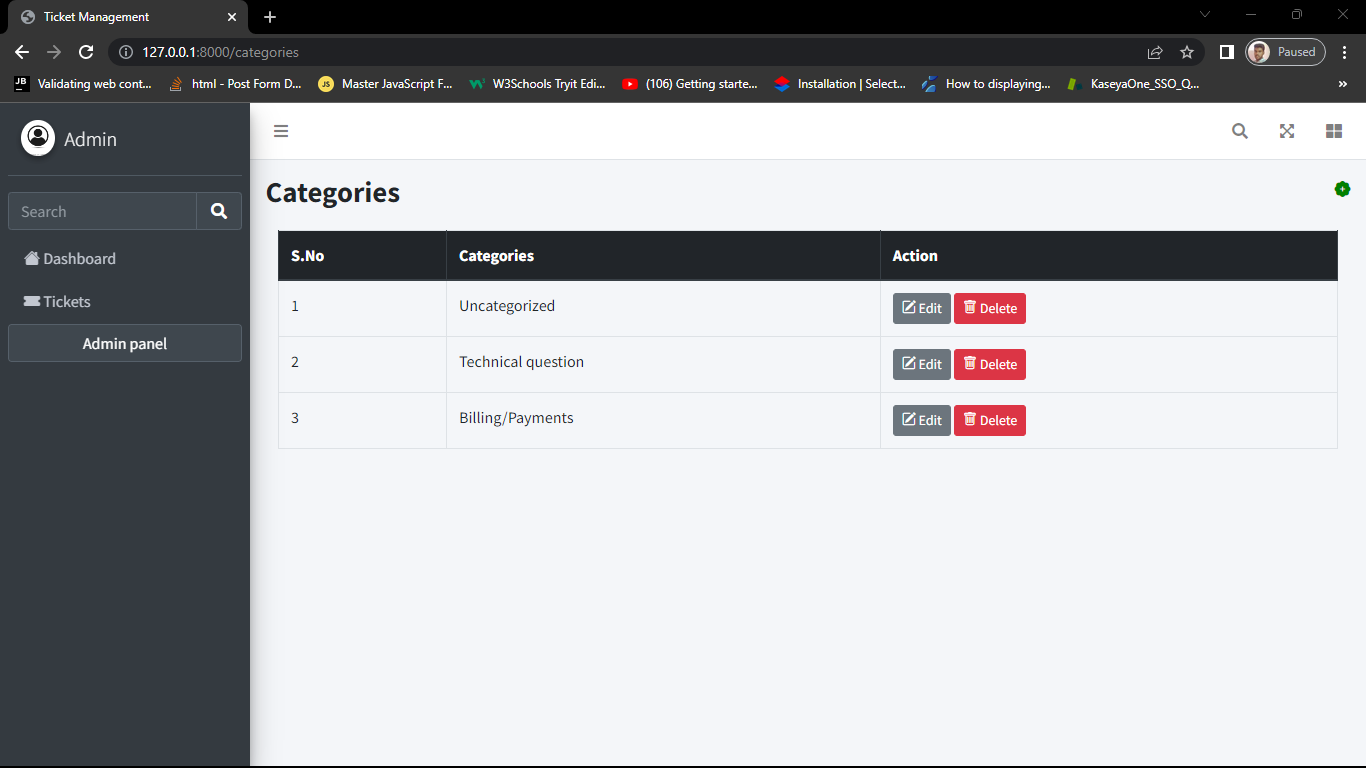 Ticket Management
127.0.0.1:8000/categories
Paused
JB Validating web cont...
html - Post Form D...
JS Master JavaScript F...
W3Schools Tryit Edi...
(106) Getting starte...
Installation | Select...
How to displaying...
KaseyaOne_SSO_Q...
»
Admin
Search
Dashboard
Tickets
Admin panel
Categories
S.No Categories Action
1 Uncategorized Edit Delete
2 Technical question Edit Delete
3 Billing/Payments Edit Delete